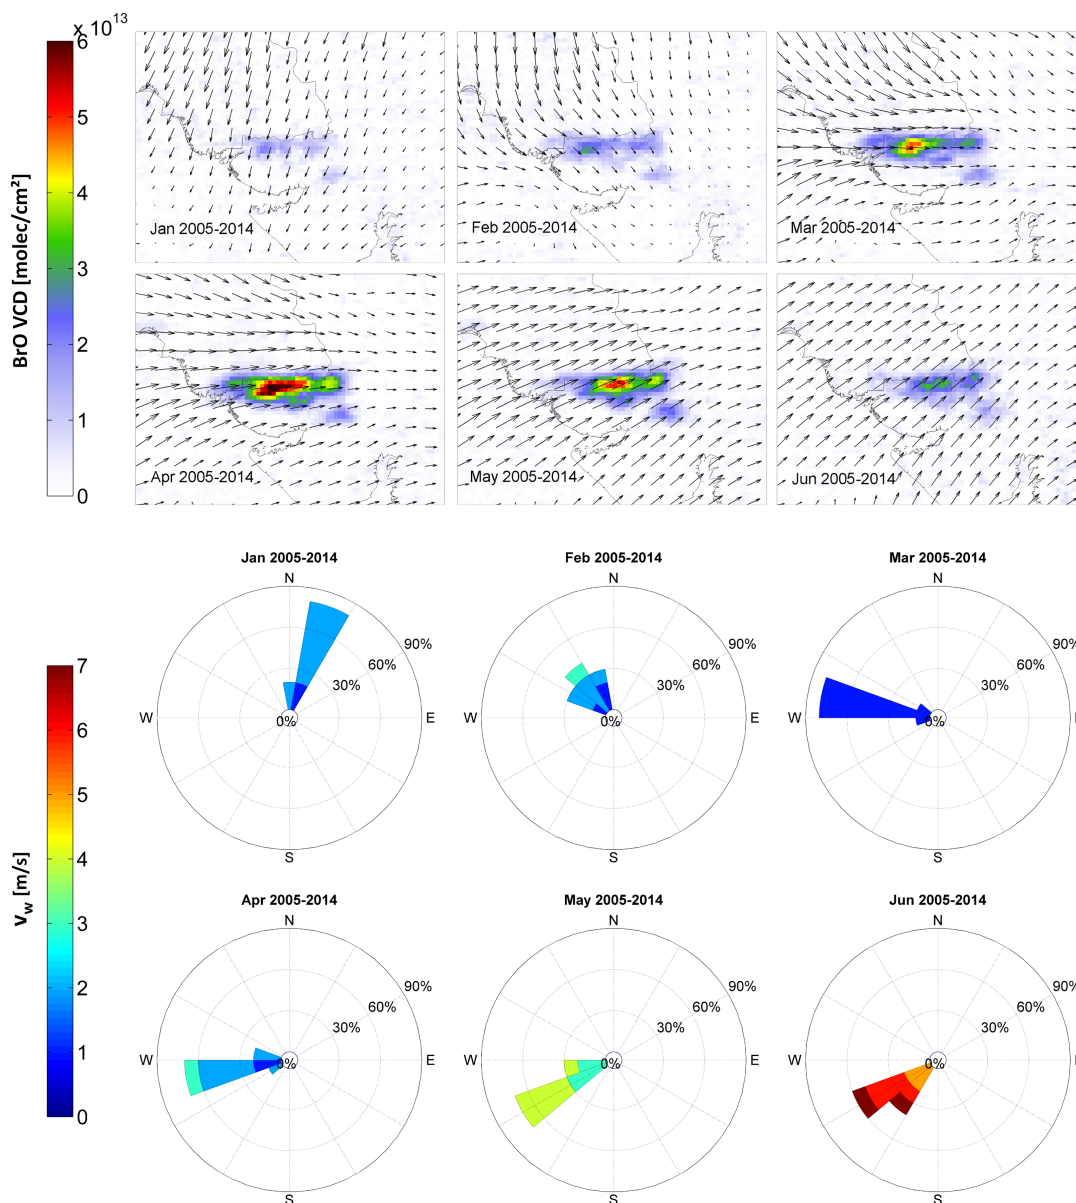 x 10^13
6
5
4
3
2
1
0
BrO VCD [molec/cm²]
Jan 2005-2014
Feb 2005-2014
Mar 2005-2014
Apr 2005-2014
May 2005-2014
Jun 2005-2014
Jan 2005-2014
N
90%
60%
30%
0%
W
E
S
Feb 2005-2014
N
90%
60%
30%
0%
W
E
S
Mar 2005-2014
N
90%
60%
30%
0%
W
E
S
7
6
5
4
3
2
1
0
v_w [m/s]
Apr 2005-2014
N
90%
60%
30%
0%
W
E
S
May 2005-2014
N
90%
60%
30%
0%
W
E
S
Jun 2005-2014
N
90%
60%
30%
0%
W
E
S